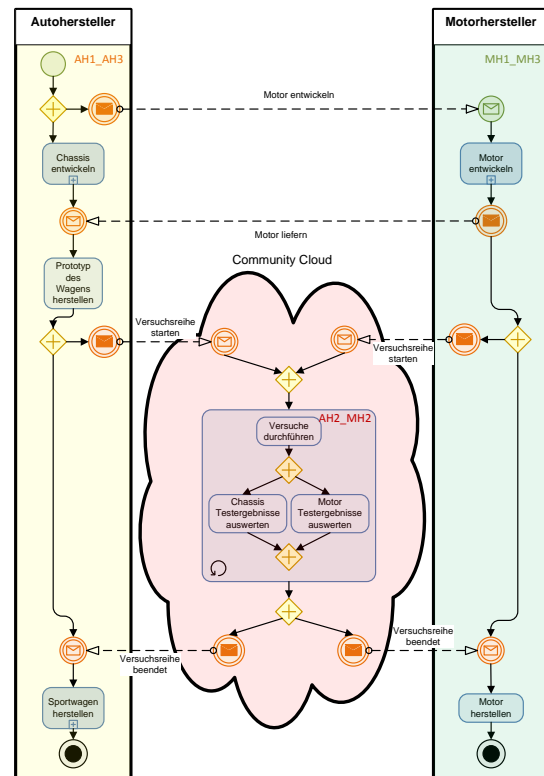 Autohersteller
Motorhersteller
AH1_AH3
MH1_MH3
Motor entwickeln
Chassis
entwickeln
Motor
entwickeln
Motor liefern
Community Cloud
Prototyp
des
Wagens
herstellen
Versuchsreihe
starten
Versuchsreihe
starten
AH2_MH2
Versuche
durchführen
Chassis
Testergebnisse
auswerten
Motor
Testergebnisse
auswerten
Versuchsreihe
beendet
Versuchsreihe
beendet
Sportwagen
herstellen
Motor
herstellen